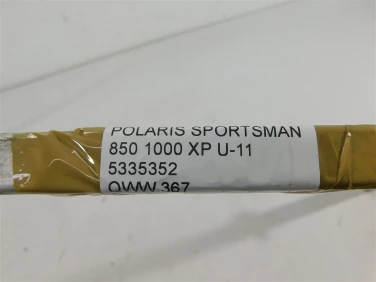 POLARIS SPORTSMAN
850 1000 XP U-11
5335352
QWW 367